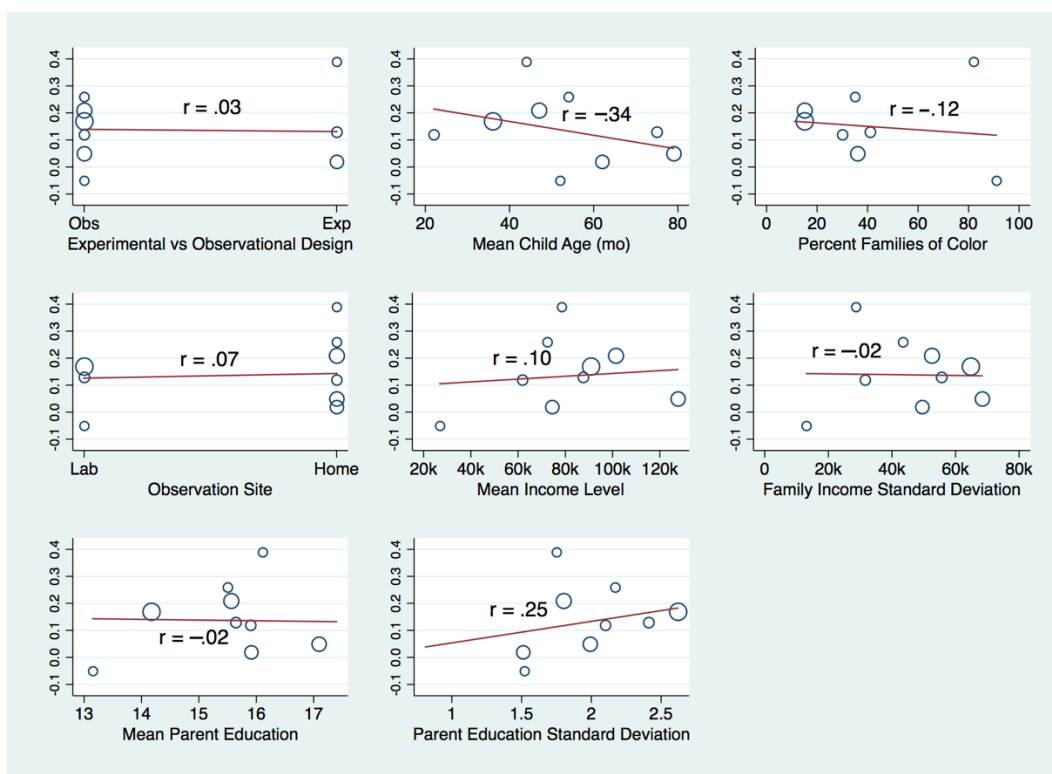 0.4
0.3
0.2
0.1
0.0
-0.1
r = .03
Obs Exp
Experimental vs Observational Design
0.4
0.3
0.2
0.1
0.0
-0.1
r = –.34
20 40 60 80
Mean Child Age (mo)
0.4
0.3
0.2
0.1
0.0
-0.1
r = –.12
0 20 40 60 80 100
Percent Families of Color
0.4
0.3
0.2
0.1
0.0
-0.1
r = .07
Lab Home
Observation Site
0.4
0.3
0.2
0.1
0.0
-0.1
r = .10
20k 40k 60k 80k 100k 120k
Mean Income Level
0.4
0.3
0.2
0.1
0.0
-0.1
r = –.02
0 20k 40k 60k 80k
Family Income Standard Deviation
0.4
0.3
0.2
0.1
0.0
-0.1
r = –.02
13 14 15 16 17
Mean Parent Education
0.4
0.3
0.2
0.1
0.0
-0.1
r = .25
1 1.5 2 2.5
Parent Education Standard Deviation